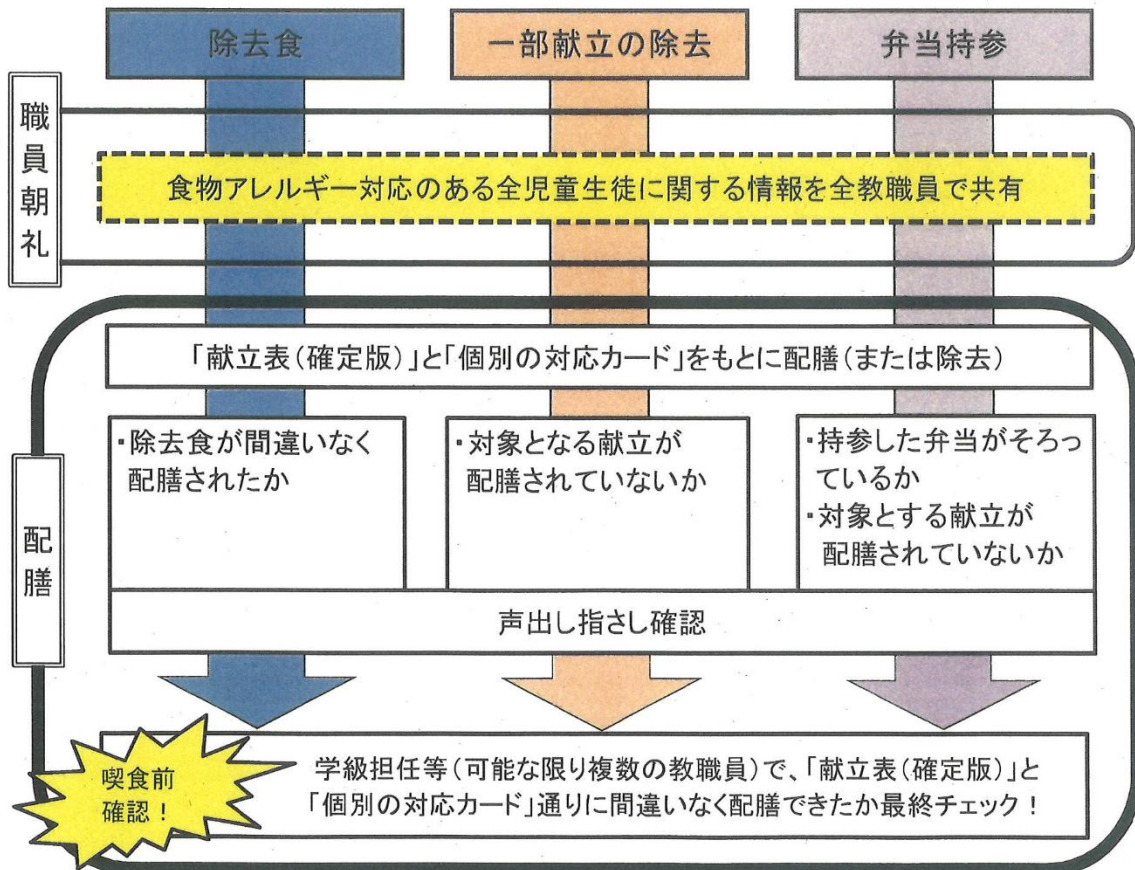 除去食
一部献立の除去
弁当持参
職員朝礼
食物アレルギー対応のある全児童生徒に関する情報を全教職員で共有
「献立表(確定版)」と「個別の対応カード」をもとに配膳(または除去)
・除去食が間違いなく
配膳されたか
・対象となる献立が
配膳されていないか
・持参した弁当がそろっ
ているか
・対象とする献立が
配膳されていないか
配膳
声出し指さし確認
喫食前
確認!
学級担任等(可能な限り複数の教職員)で、「献立表(確定版)」と
「個別の対応カード」通りに間違いなく配膳できたか最終チェック!